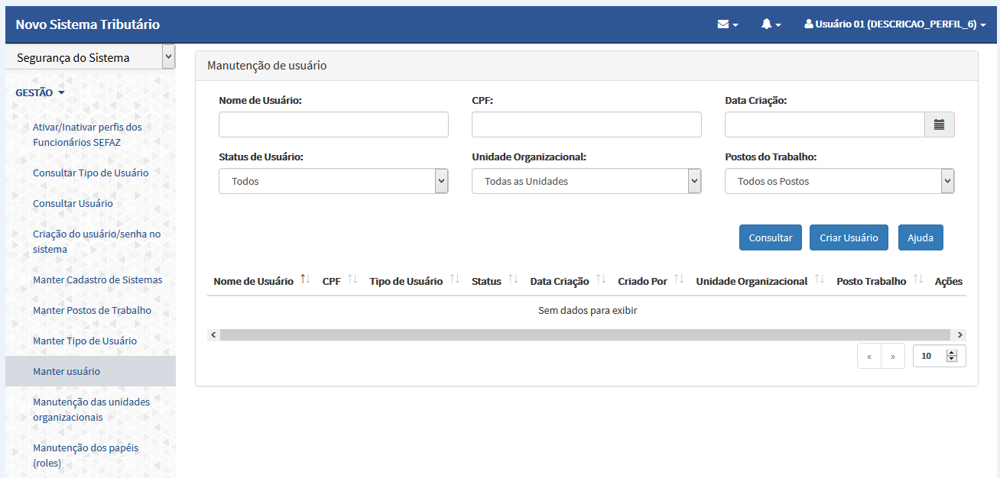 Novo Sistema Tributário
Usuário 01 (DESCRICAO_PERFIL_6)
Segurança do Sistema
GESTÃO
Ativar/Inativar perfis dos
Funcionários SEFAZ
Consultar Tipo de Usuário
Consultar Usuário
Criação do usuário/senha no
sistema
Manter Cadastro de Sistemas
Manter Postos de Trabalho
Manter Tipo de Usuário
Manter usuário
Manutenção das unidades
organizacionais
Manutenção dos papéis
(roles)
Manutenção de usuário
Nome de Usuário: CPF: Data Criação:
Status de Usuário: Unidade Organizacional: Postos do Trabalho:
Todos Todas as Unidades Todos os Postos
Consultar Criar Usuário Ajuda
Nome de Usuário CPF Tipo de Usuário Status Data Criação Criado Por Unidade Organizacional Posto Trabalho Ações
Sem dados para exibir
« » 10